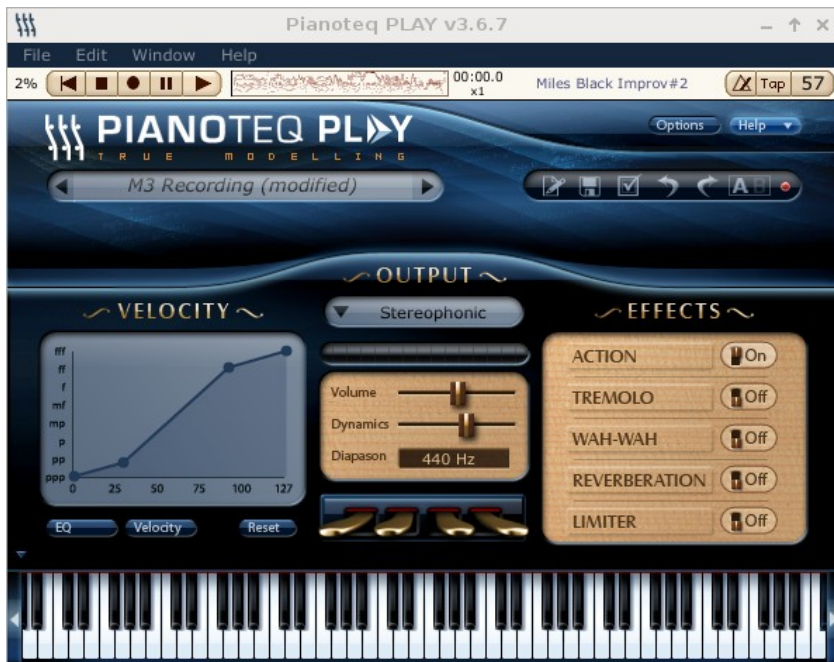 Pianoteq PLAY v3.6.7
File Edit Window Help
2% 00:00.0 x1 Miles Black Improv#2 Tap 57
PIANOTEQ PLAY
TRUE MODELLING
Options Help
M3 Recording (modified)
A B
OUTPUT
VELOCITY
Stereophonic
EFFECTS
fff
ff
f
mf
mp
p
pp
ppp
0 25 50 75 100 127
EQ Velocity Reset
Volume
Dynamics
Diapason 440 Hz
ACTION On
TREMOLO Off
WAH-WAH Off
REVERBERATION Off
LIMITER Off